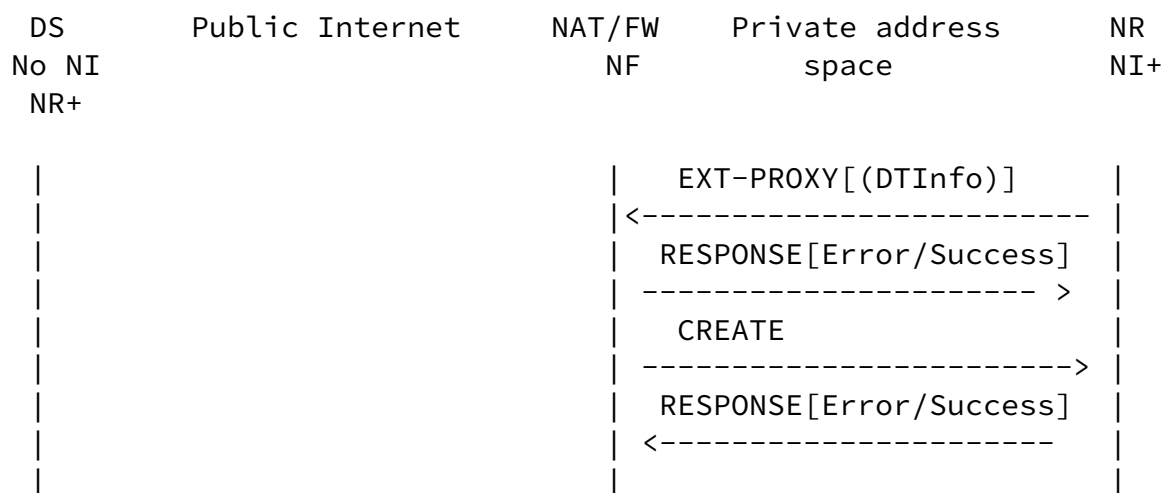 DS Public Internet NAT/FW Private address NR
No NI NF space NI+
NR+
EXT-PROXY[(DTInfo)]
RESPONSE[Error/Success]
CREATE
RESPONSE[Error/Success]